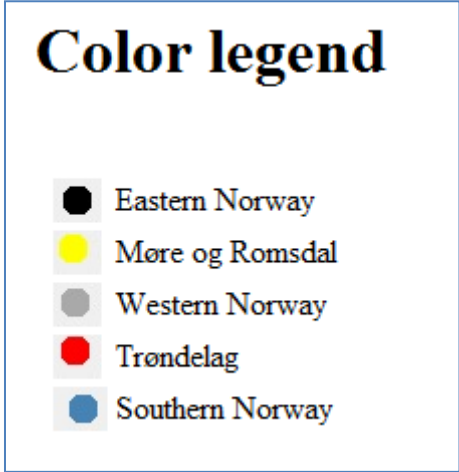 Color legend
Eastern Norway
Møre og Romsdal
Western Norway
Trøndelag
Southern Norway